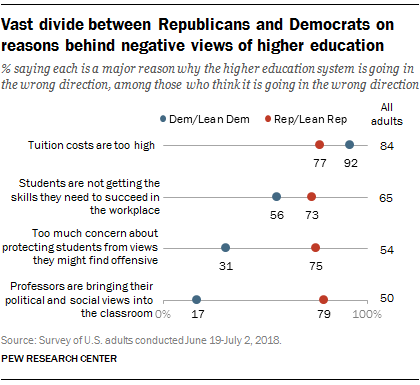 Vast divide between Republicans and Democrats on
reasons behind negative views of higher education
% saying each is a major reason why the higher education system is going in
the wrong direction, among those who think it is going in the wrong direction
Dem/Lean Dem Rep/Lean Rep
All
adults
Tuition costs are too high
77 92
84
Students are not getting the
skills they need to succeed in
the workplace
56 73
65
Too much concern about
protecting students from views
they might find offensive
31 75
54
Professors are bringing their
political and social views into
the classroom
0% 17 79 100%
50
Source: Survey of U.S. adults conducted June 19-July 2, 2018.
PEW RESEARCH CENTER